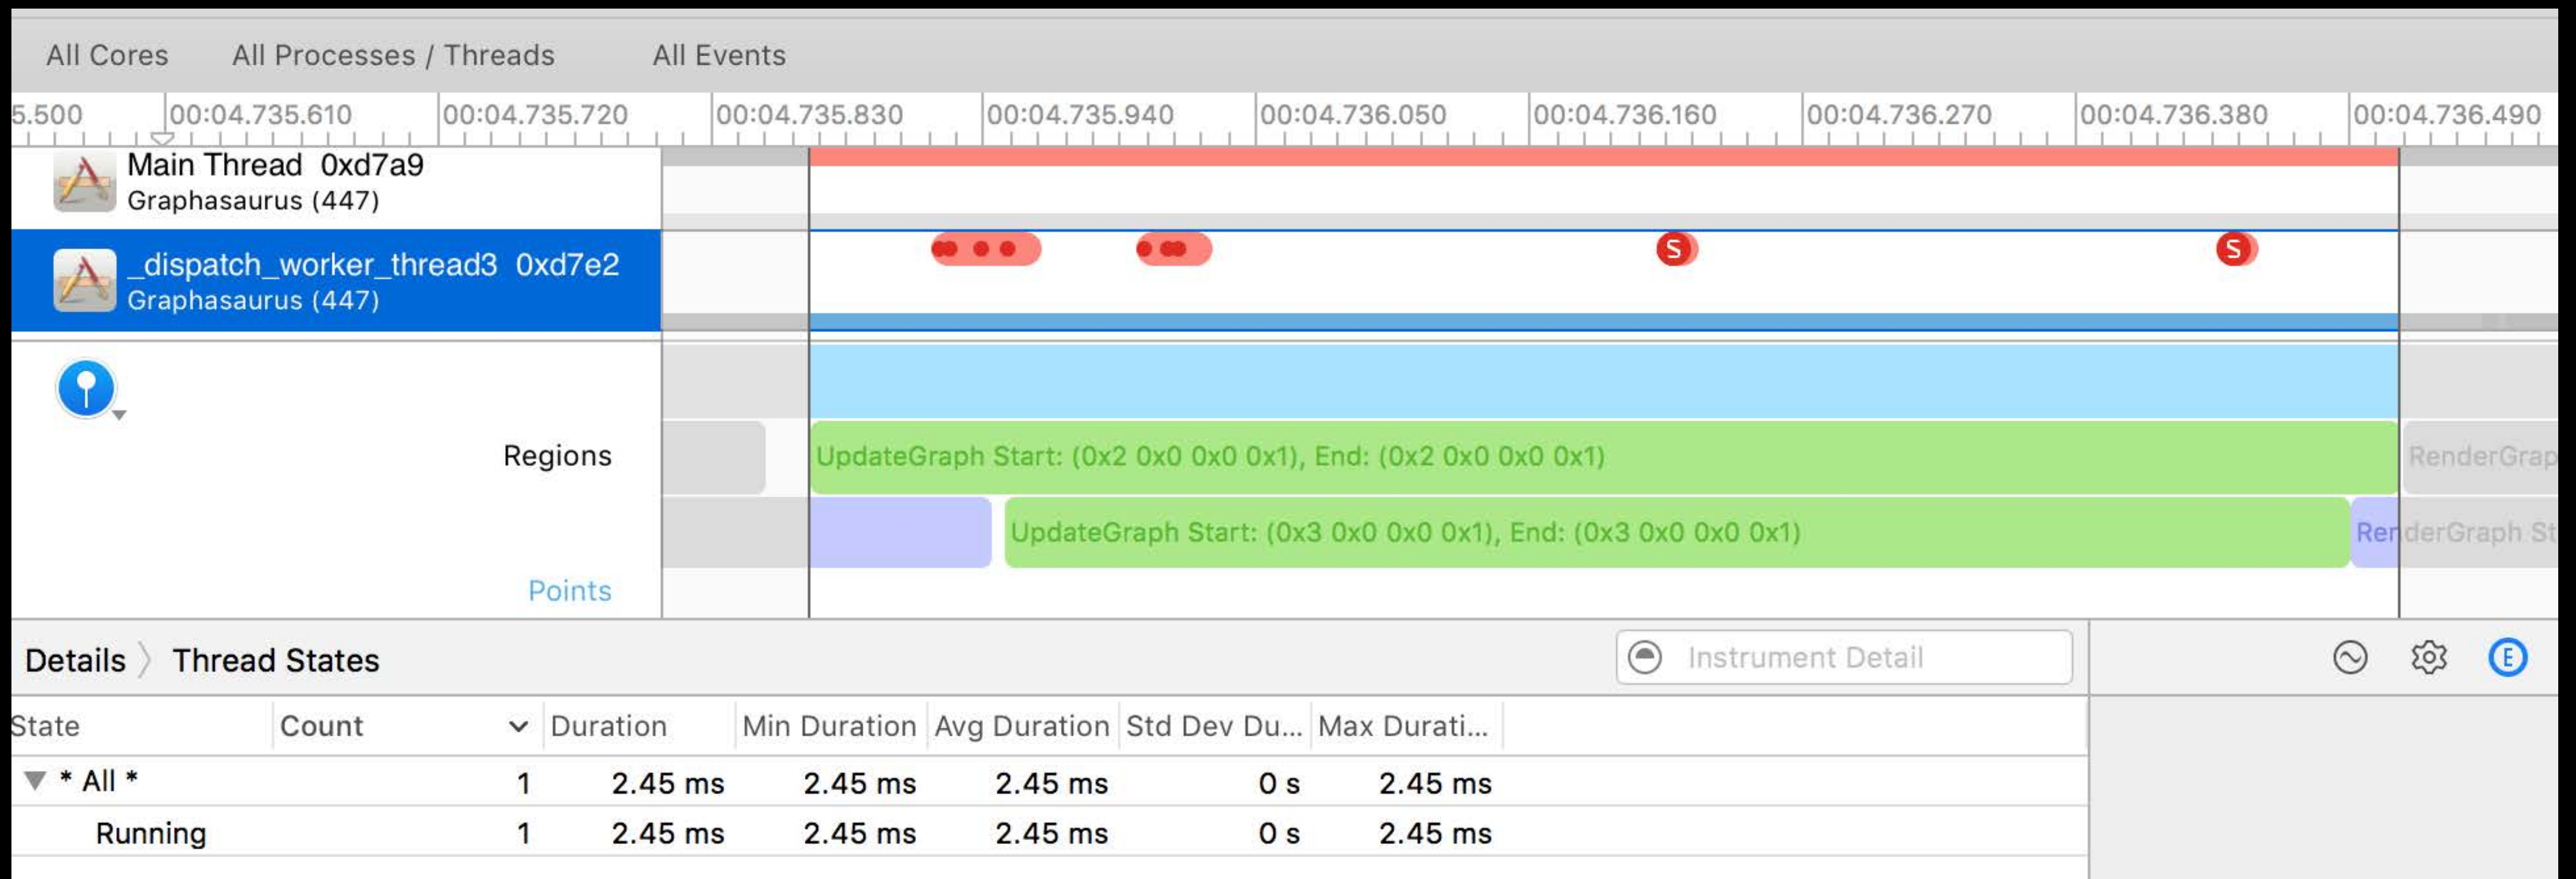 All Cores All Processes / Threads All Events
5.500 00:04.735.610 00:04.735.720 00:04.735.830 00:04.735.940 00:04.736.050 00:04.736.160 00:04.736.270 00:04.736.380 00:04.736.490
Main Thread 0xd7a9
Graphasaurus (447)
_dispatch_worker_thread3 0xd7e2
Graphasaurus (447)
S S
Regions
UpdateGraph Start: (0x2 0x0 0x0 0x1), End: (0x2 0x0 0x0 0x1) RenderGrap
UpdateGraph Start: (0x3 0x0 0x0 0x1), End: (0x3 0x0 0x0 0x1) RenderGraph St
Points
Details Thread States Instrument Detail E
State Count Duration Min Duration Avg Duration Std Dev Du... Max Durati...
* All * 1 2.45 ms 2.45 ms 2.45 ms 0 s 2.45 ms
Running 1 2.45 ms 2.45 ms 2.45 ms 0 s 2.45 ms